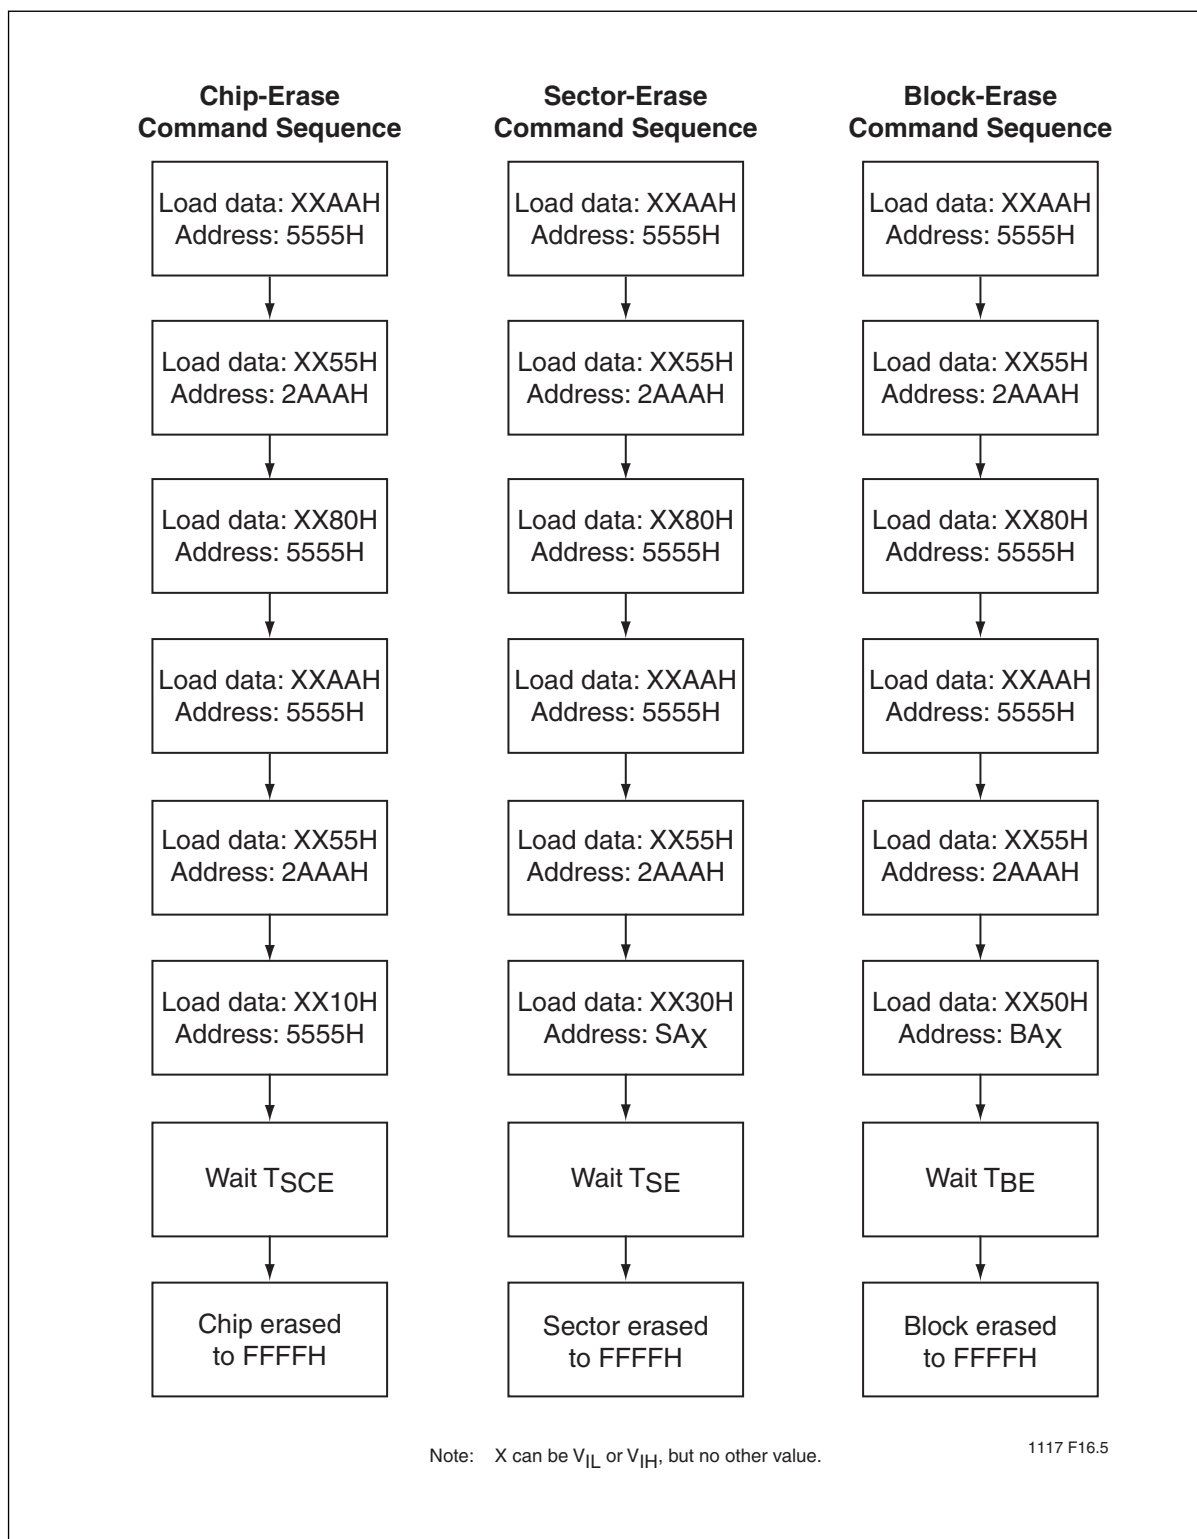 Chip-Erase
Command Sequence
Load data: XXAAH
Address: 5555H
Load data: XX55H
Address: 2AAAH
Load data: XX80H
Address: 5555H
Load data: XXAAH
Address: 5555H
Load data: XX55H
Address: 2AAAH
Load data: XX10H
Address: 5555H
Wait TSCE
Chip erased
to FFFFH
Sector-Erase
Command Sequence
Load data: XXAAH
Address: 5555H
Load data: XX55H
Address: 2AAAH
Load data: XX80H
Address: 5555H
Load data: XXAAH
Address: 5555H
Load data: XX55H
Address: 2AAAH
Load data: XX30H
Address: SAX
Wait TSE
Sector erased
to FFFFH
Block-Erase
Command Sequence
Load data: XXAAH
Address: 5555H
Load data: XX55H
Address: 2AAAH
Load data: XX80H
Address: 5555H
Load data: XXAAH
Address: 5555H
Load data: XX55H
Address: 2AAAH
Load data: XX50H
Address: BAX
Wait TBE
Block erased
to FFFFH
Note: X can be VIL or VIH, but no other value.
1117 F16.5